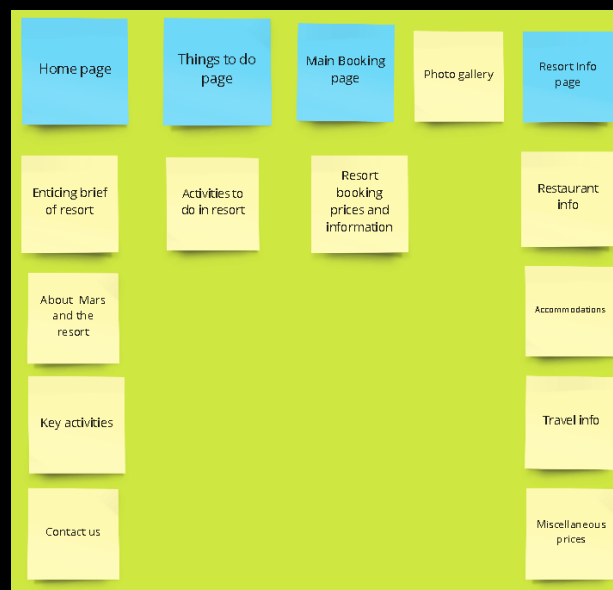 Home page
Things to do
page
Main Booking
page
Photo gallery
Resort Info
page
Enticing brief
of resort
Activities to
do in resort
Resort
booking
prices and
information
Restaurant
info
About Mars
and the
resort
Accommodations
Key activities
Travel info
Contact us
Miscellaneous
prices